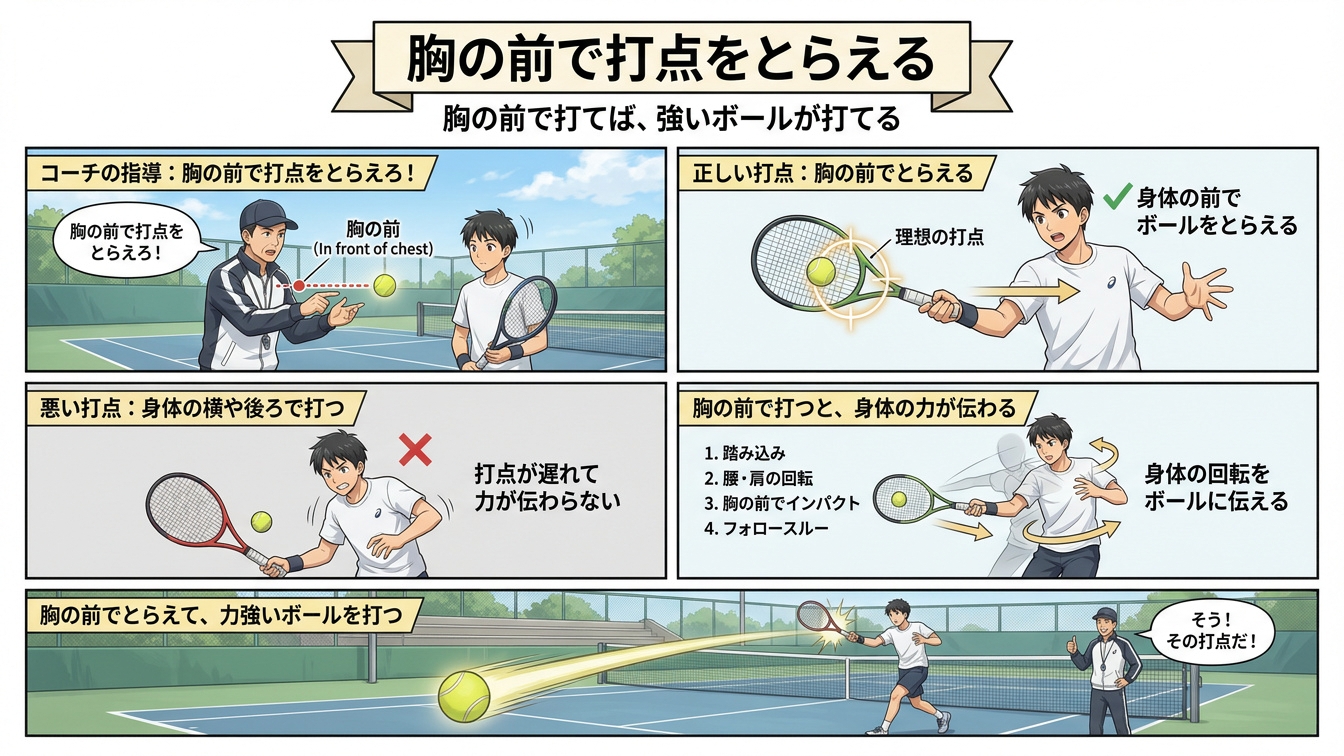 胸の前で打点をとらえる
胸の前で打てば、強いボールが打てる
コーチの指導：胸の前で打点をとらえろ！
胸の前で打点を
とらえろ！
胸の前
(In front of chest)
正しい打点：胸の前でとらえる
理想の打点
身体の前で
ボールをとらえる
悪い打点：身体の横や後ろで打つ
打点が遅れて
力が伝わらない
胸の前で打つと、身体の力が伝わる
1. 踏み込み
2. 腰・肩の回転
3. 胸の前でインパクト
4. フォロースルー
身体の回転を
ボールに伝える
胸の前でとらえて、力強いボールを打つ
そう！
その打点だ！